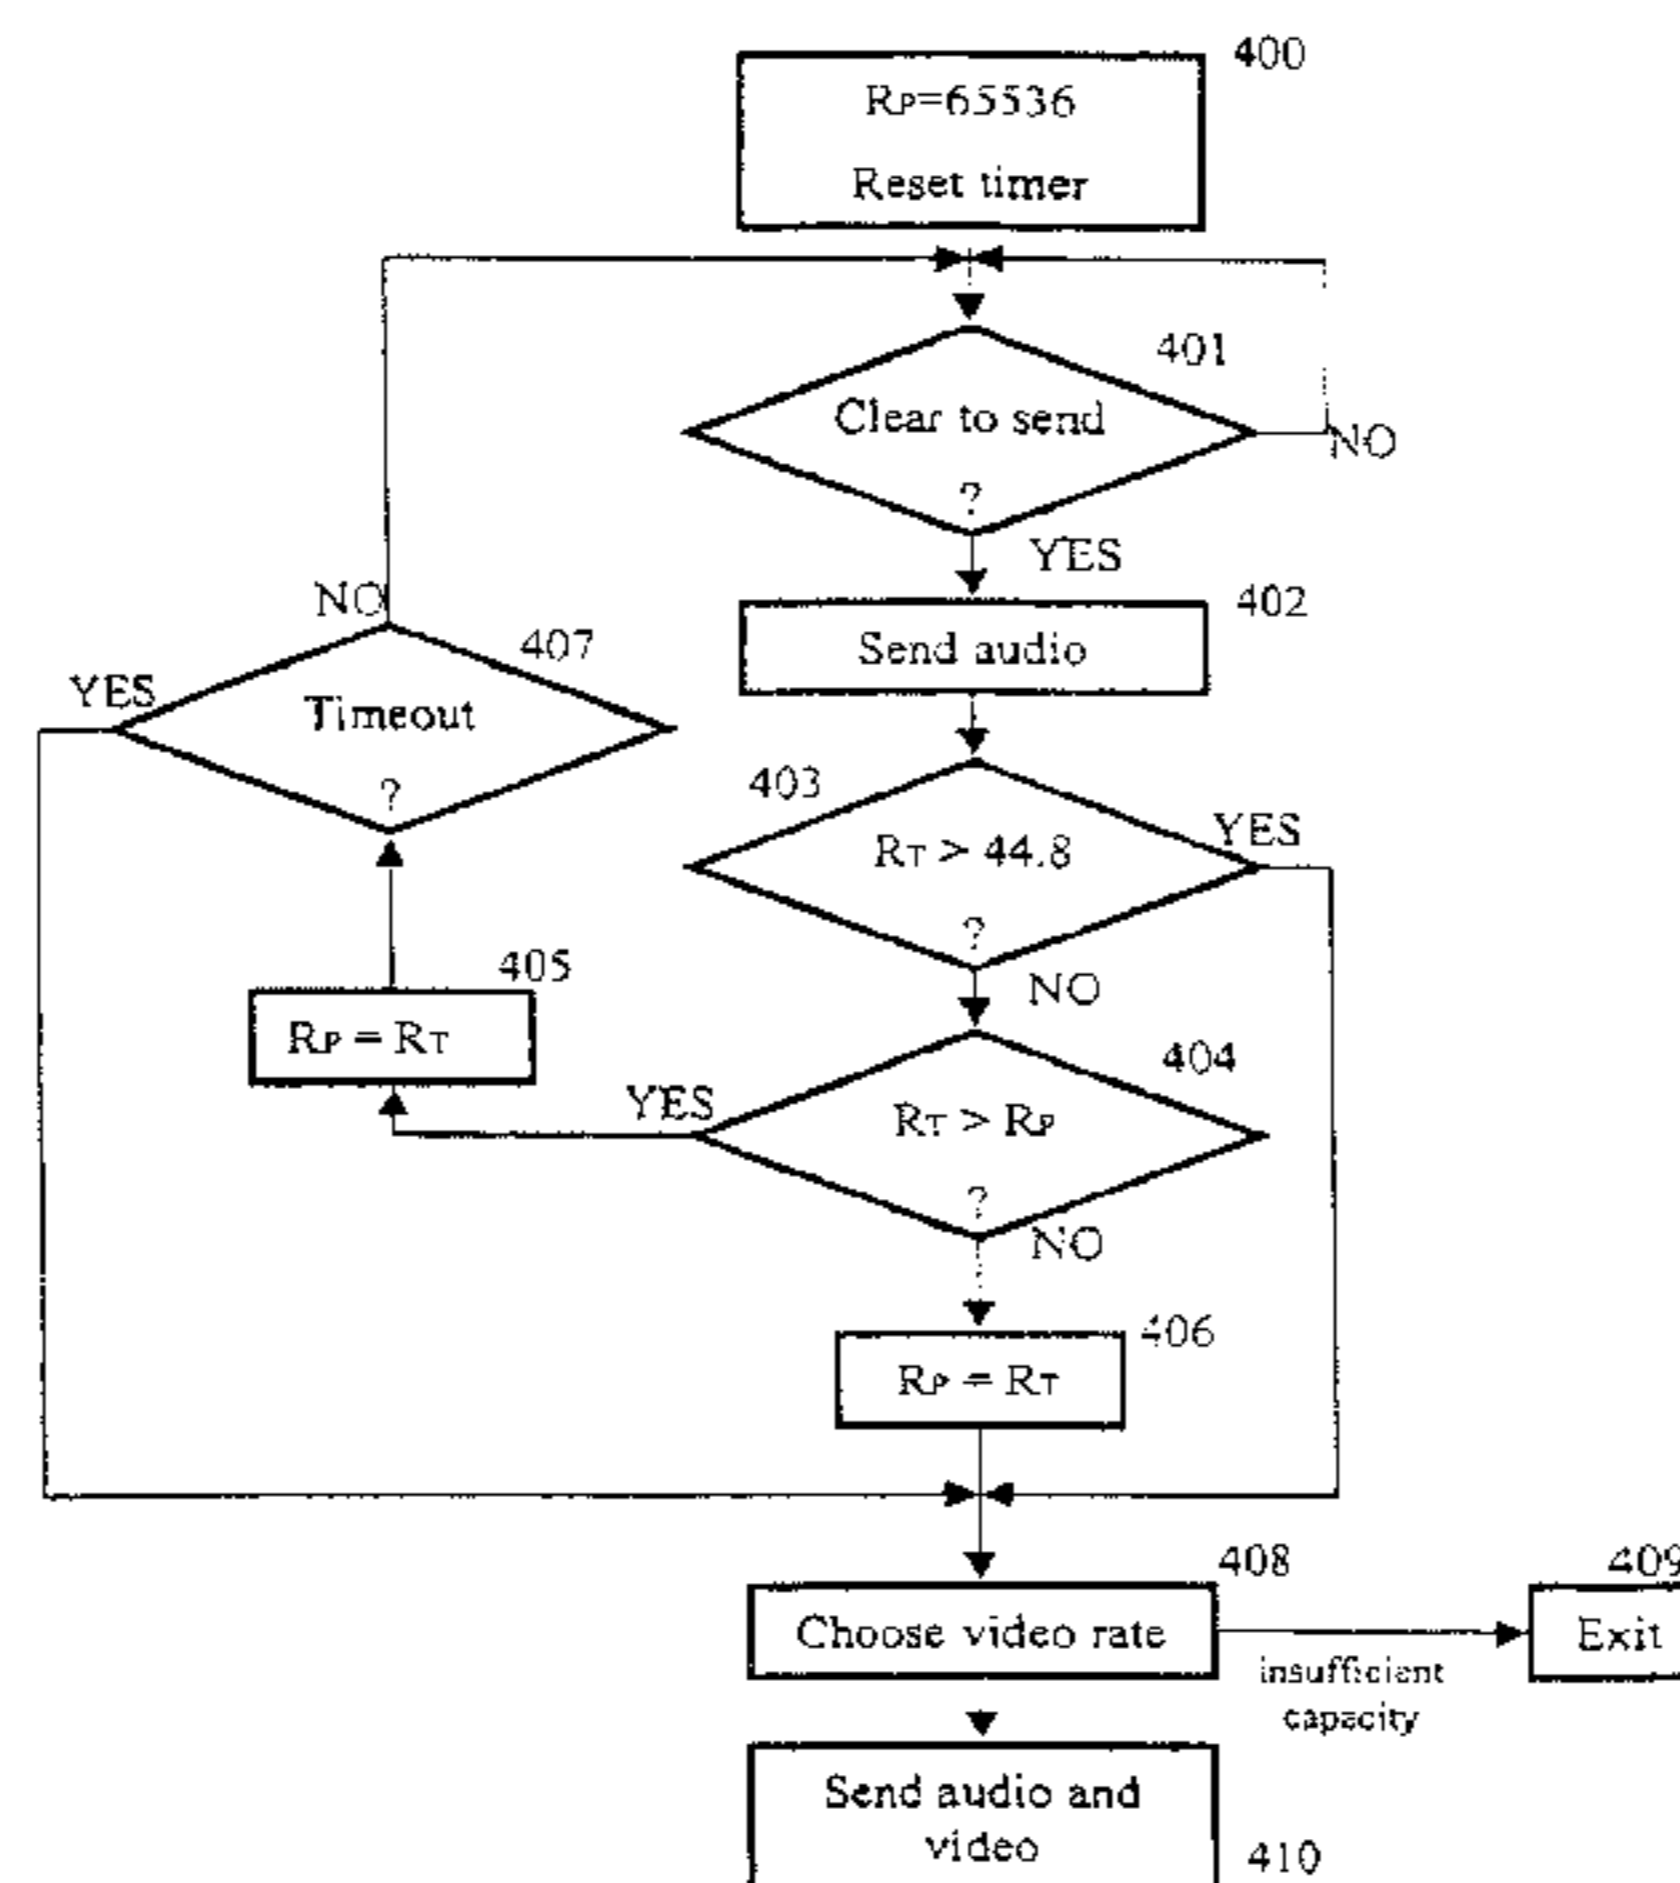 400
RP=65536
Reset timer
401
Clear to send
?
NO
YES
402
Send audio
NO
407
YES
Timeout
?
403
RT > 44.8
?
YES
NO
405
RP = RT
404
YES
RT > RP
?
NO
406
RP = RT
408
Choose video rate
409
Exit
insufficient
capacity
Send audio and
video
410